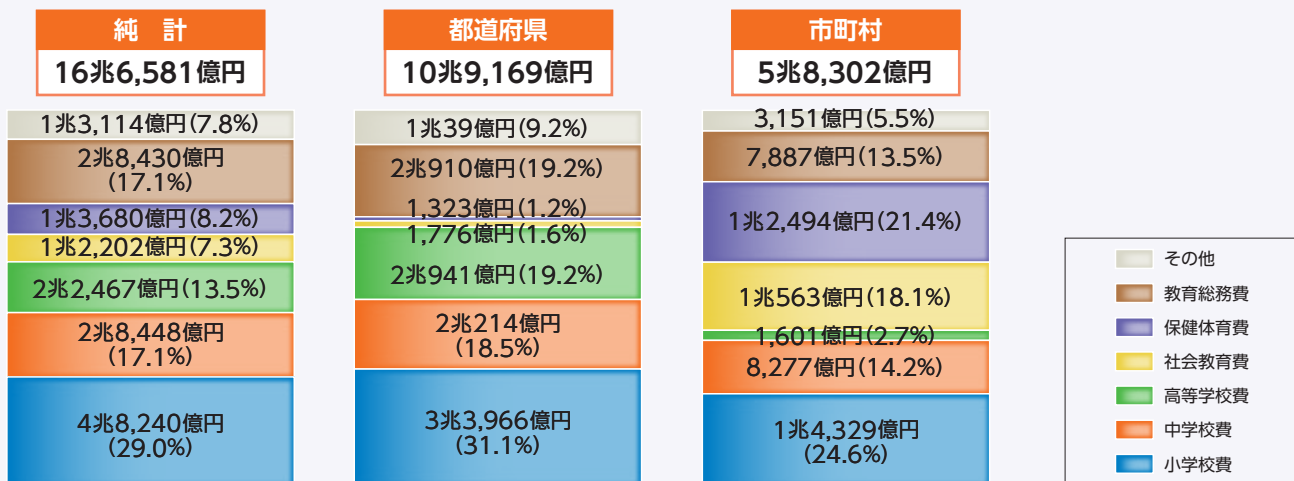 純 計
16兆6,581億円
1兆3,114億円(7.8%)
2兆8,430億円
(17.1%)
1兆3,680億円(8.2%)
1兆2,202億円(7.3%)
2兆2,467億円(13.5%)
2兆8,448億円
(17.1%)
4兆8,240億円
(29.0%)
都道府県
10兆9,169億円
1兆39億円(9.2%)
2兆910億円(19.2%)
1,323億円(1.2%)
1,776億円(1.6%)
2兆941億円(19.2%)
2兆214億円
(18.5%)
3兆3,966億円
(31.1%)
市町村
5兆8,302億円
3,151億円(5.5%)
7,887億円(13.5%)
1兆2,494億円(21.4%)
1兆563億円(18.1%)
1,601億円(2.7%)
8,277億円(14.2%)
1兆4,329億円
(24.6%)
その他
教育総務費
保健体育費
社会教育費
高等学校費
中学校費
小学校費